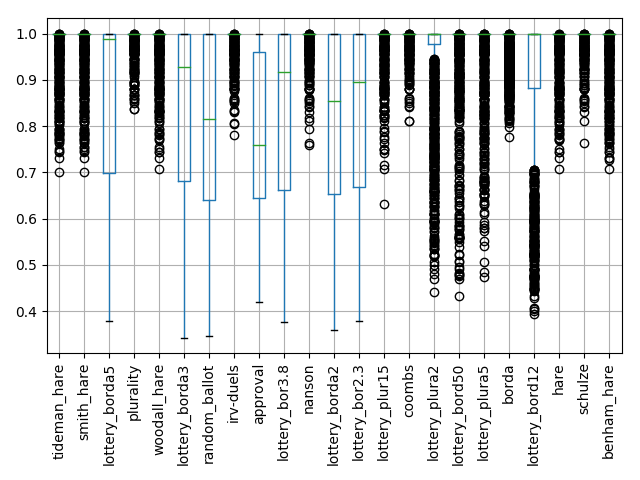 1.0
0.9
0.8
0.7
0.6
0.5
0.4
tideman_hare
smith_hare
lottery_borda5
plurality
woodall_hare
lottery_borda3
random_ballot
irv-duels
approval
lottery_bor3.8
nanson
lottery_borda2
lottery_bor2.3
lottery_plur15
coombs
lottery_plura2
lottery_bord50
lottery_plura5
borda
lottery_bord12
hare
schulze
benham_hare